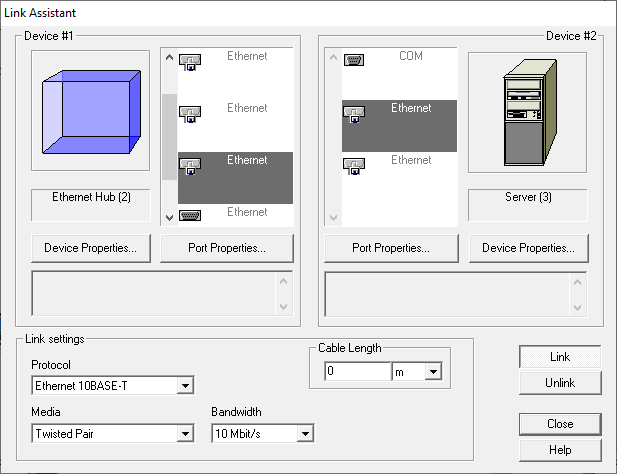 Link Assistant
Device #1
Ethernet
Ethernet
Ethernet
Ethernet
Ethernet Hub (2)
Device Properties...
Port Properties...
Device #2
COM
Ethernet
Ethernet
Server (3)
Port Properties...
Device Properties...
Link settings
Protocol
Ethernet 10BASE-T
Media
Twisted Pair
Bandwidth
10 Mbit/s
Cable Length
0
m
Link
Unlink
Close
Help